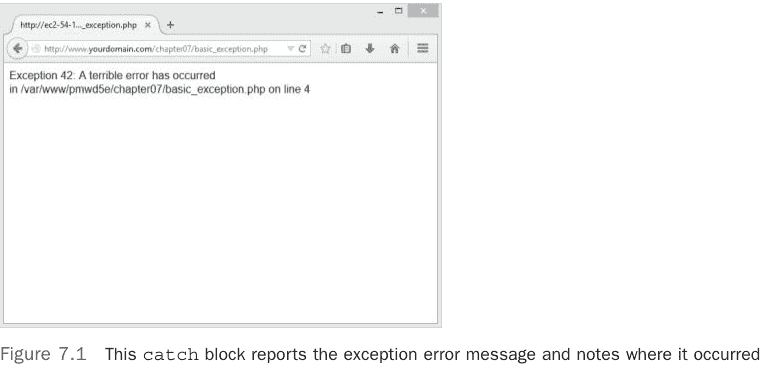 http://ec2-54-1..._exception.php
http://www.yourdomain.com/chapter07/basic_exception.php
Exception 42: A terrible error has occurred
in /var/www/pmwd5e/chapter07/basic_exception.php on line 4
Figure 7.1 This catch block reports the exception error message and notes where it occurred